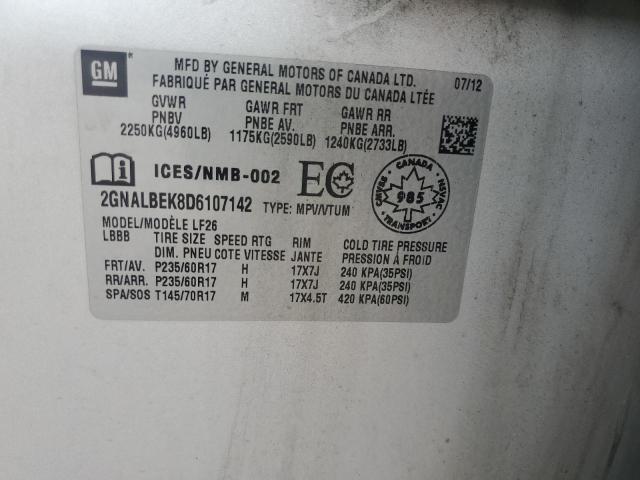 GM
MFD BY GENERAL MOTORS OF CANADA LTD.
07/12
FABRIQUÉ PAR GENERAL MOTORS DU CANADA LTÉE
GVWR GAWR FRT GAWR RR
PNBV PNBE AV. PNBE ARR.
2250KG(4960LB) 1175KG(2590LB) 1240KG(2733LB)
ICES/NMB-002 EC
CANADA
CMVSS NSVAC
985
TRANSPORT
2GNALBEK8D6107142 TYPE: MPV/VTUM
MODEL/MODÈLE LF26
LBBB TIRE SIZE SPEED RTG RIM COLD TIRE PRESSURE
DIM. PNEU COTE VITESSE JANTE PRESSION À FROID
FRT/AV. P235/60R17 H 17X7J 240 KPA(35PSI)
RR/ARR. P235/60R17 H 17X7J 240 KPA(35PSI)
SPA/SOS T145/70R17 M 17X4.5T 420 KPA(60PSI)